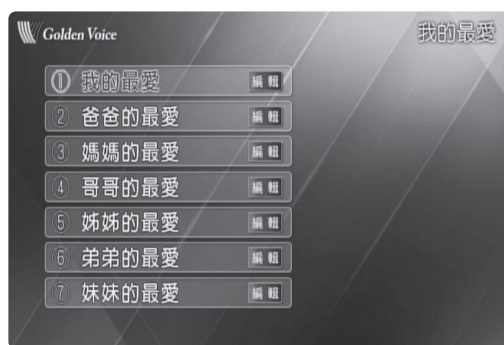 Golden Voice
我的最愛
① 我的最愛 編輯
② 爸爸的最愛 編輯
③ 媽媽的最愛 編輯
④ 哥哥的最愛 編輯
⑤ 姊姊的最愛 編輯
⑥ 弟弟的最愛 編輯
⑦ 妹妹的最愛 編輯